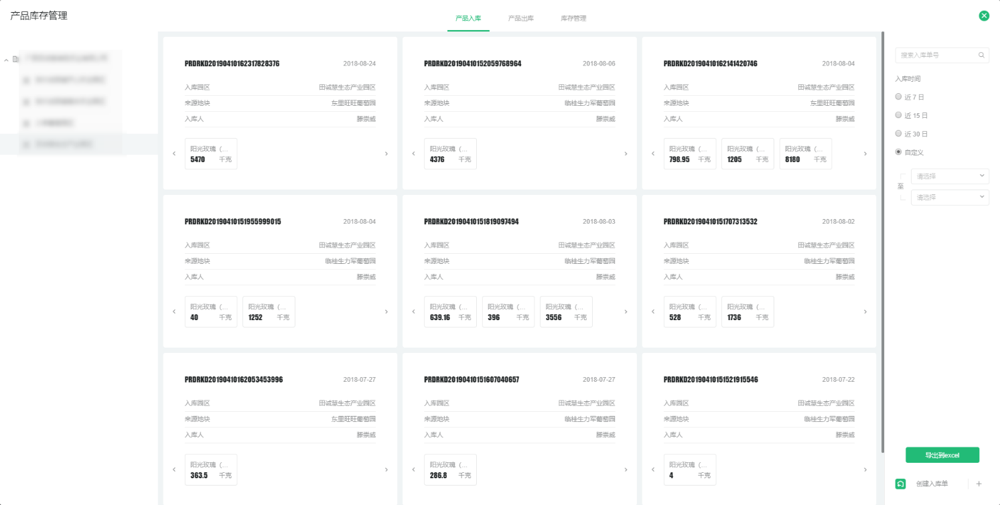 产品库存管理
产品入库
产品出库
库存管理
PRDRKD20190410162317828376
2018-08-24
入库园区
田诚慧生态产业园区
来源地块
东里旺旺葡萄园
入库人
滕崇威
阳光玫瑰（...
5470 千克
PRDRKD20190410152059768964
2018-08-06
入库园区
田诚慧生态产业园区
来源地块
临桂生力军葡萄园
入库人
滕崇威
阳光玫瑰（...
4376 千克
PRDRKD20190410162141420746
2018-08-04
入库园区
田诚慧生态产业园区
来源地块
东里旺旺葡萄园
入库人
滕崇威
阳光玫瑰（...
798.95 千克
阳光玫瑰（...
1205 千克
阳光玫瑰（...
8180 千克
PRDRKD20190410151955999015
2018-08-04
入库园区
田诚慧生态产业园区
来源地块
临桂生力军葡萄园
入库人
滕崇威
阳光玫瑰（...
40 千克
阳光玫瑰（...
1252 千克
PRDRKD20190410151819097494
2018-08-03
入库园区
田诚慧生态产业园区
来源地块
临桂生力军葡萄园
入库人
滕崇威
阳光玫瑰（...
639.16 千克
阳光玫瑰（...
396 千克
阳光玫瑰（...
3556 千克
PRDRKD20190410151707313532
2018-08-02
入库园区
田诚慧生态产业园区
来源地块
临桂生力军葡萄园
入库人
滕崇威
阳光玫瑰（...
528 千克
阳光玫瑰（...
1736 千克
PRDRKD20190410162053453996
2018-07-27
入库园区
田诚慧生态产业园区
来源地块
东里旺旺葡萄园
入库人
滕崇威
阳光玫瑰（...
363.5 千克
PRDRKD20190410151607040657
2018-07-27
入库园区
田诚慧生态产业园区
来源地块
临桂生力军葡萄园
入库人
滕崇威
阳光玫瑰（...
286.8 千克
PRDRKD20190410151521915546
2018-07-22
入库园区
田诚慧生态产业园区
来源地块
临桂生力军葡萄园
入库人
滕崇威
阳光玫瑰（...
4 千克
搜索入库单号
入库时间
近 7 日
近 15 日
近 30 日
自定义
请选择
至
请选择
导出到excel
创建入库单